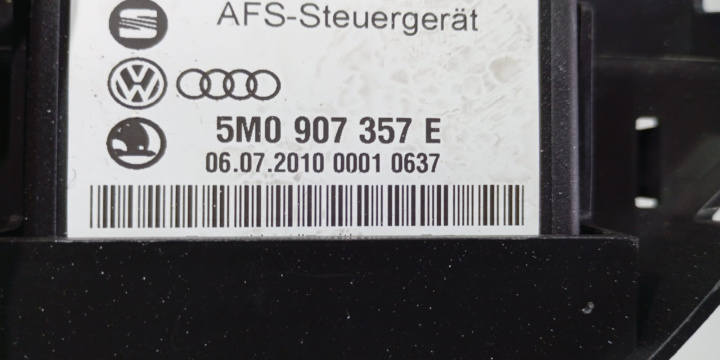 AFS-Steuergerät
5M0 907 357 E
06.07.2010 0001 0637